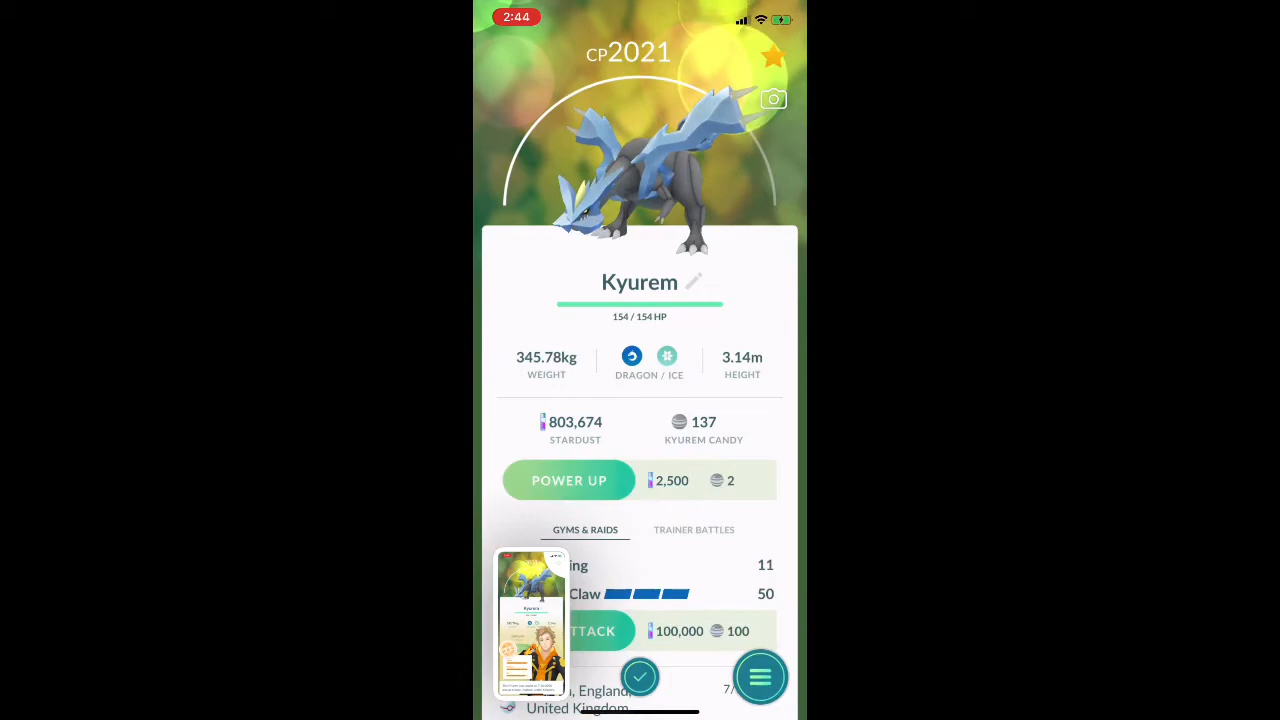 2:44
CP2021
Kyurem
154 / 154 HP
345.78kg
WEIGHT
DRAGON / ICE
3.14m
HEIGHT
803,674
STARDUST
137
KYUREM CANDY
POWER UP 2,500 2
GYMS & RAIDS TRAINER BATTLES
ing 11
Claw 50
TTACK 100,000 100
, England,
7/
United Kingdom
Kyurem